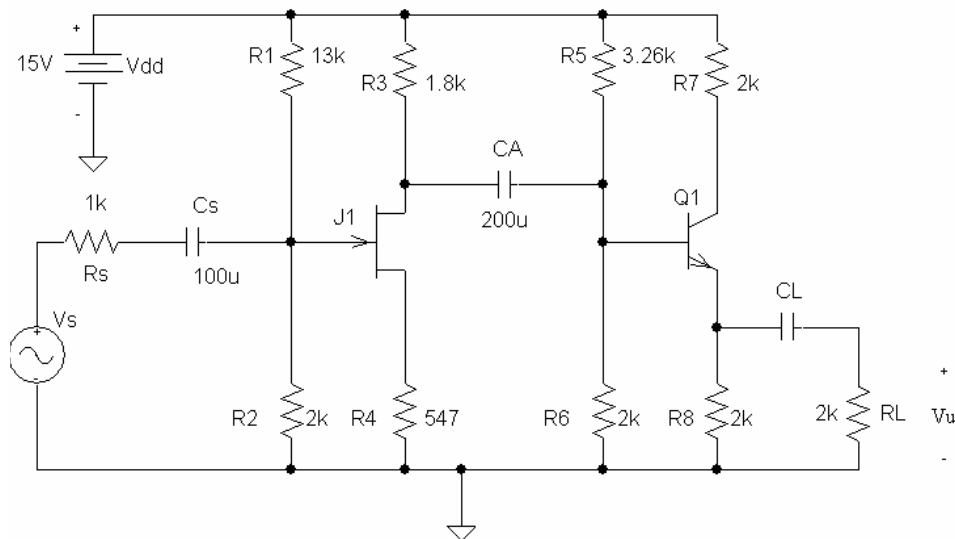 +
15V
Vdd
-
R1
13k
R3
1.8k
R5
3.26k
R7
2k
CA
200u
1k
Rs
Cs
100u
J1
Q1
Vs
+
-
CL
R2
2k
R4
547
R6
2k
R8
2k
2k
RL
+
Vu
-